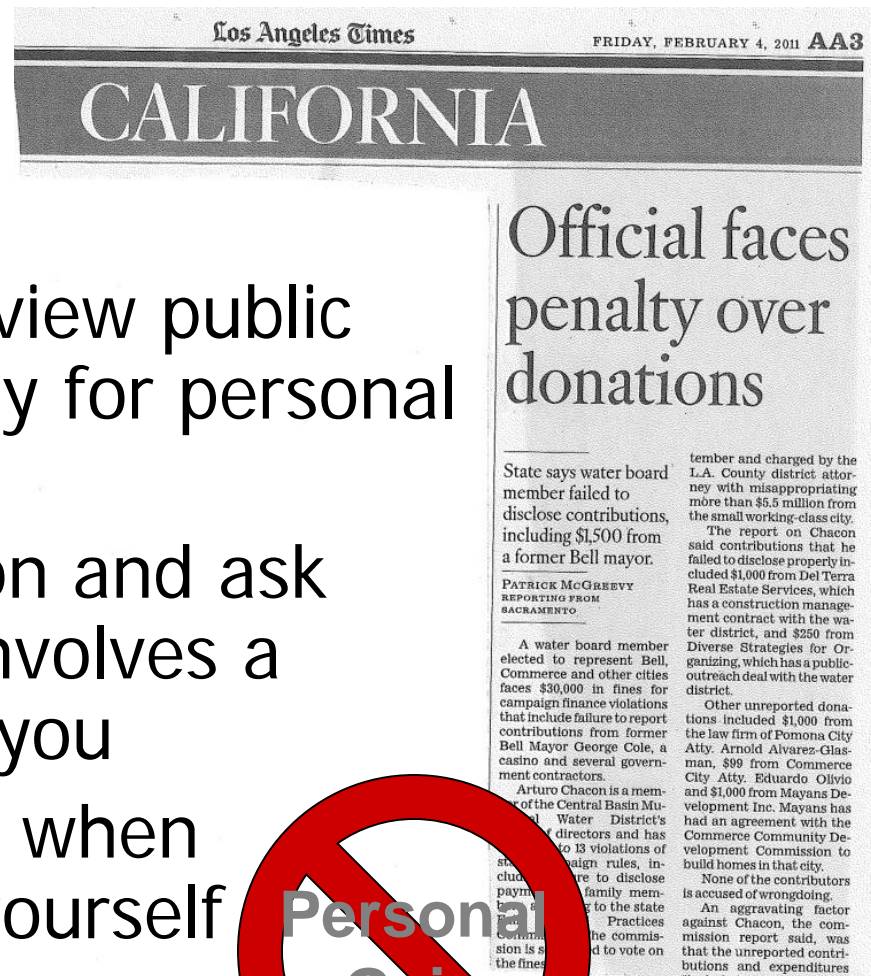 Los Angeles Times
FRIDAY, FEBRUARY 4, 2011 AA3
CALIFORNIA
view public
y for personal
on and ask
nvolves a
you
when
ourself
Personal
Official faces
penalty over
donations
State says water board
member failed to
disclose contributions,
including $1,500 from
a former Bell mayor.
PATRICK MCGREEVY
REPORTING FROM
SACRAMENTO
A water board member
elected to represent Bell,
Commerce and other cities
faces $30,000 in fines for
campaign finance violations
that include failure to report
contributions from former
Bell Mayor George Cole, a
casino and several govern-
ment contractors.
Arturo Chacon is a mem-
of the Central Basin Mu-
Water District's
directors and has
to 13 violations of
rules, in-
to disclose
family mem-
to the state
Practices
commis-
sion is to vote on
the fines
tember and charged by the
L.A. County district attor-
ney with misappropriating
more than $5.5 million from
the small working-class city.
The report on Chacon
said contributions that he
failed to disclose properly in-
cluded $1,000 from Del Terra
Real Estate Services, which
has a construction manage-
ment contract with the wa-
ter district, and $250 from
Diverse Strategies for Or-
ganizing, which has a public-
outreach deal with the water
district.
Other unreported dona-
tions included $1,000 from
the law firm of Pomona City
Atty. Arnold Alvarez-Glas-
man, $99 from Commerce
City Atty. Eduardo Olivio
and $1,000 from Mayans De-
velopment Inc. Mayans has
had an agreement with the
Commerce Community De-
velopment Commission to
build homes in that city.
None of the contributors
is accused of wrongdoing.
An aggravating factor
against Chacon, the com-
mission report said, was
that the unreported contri-
butions and expenditures